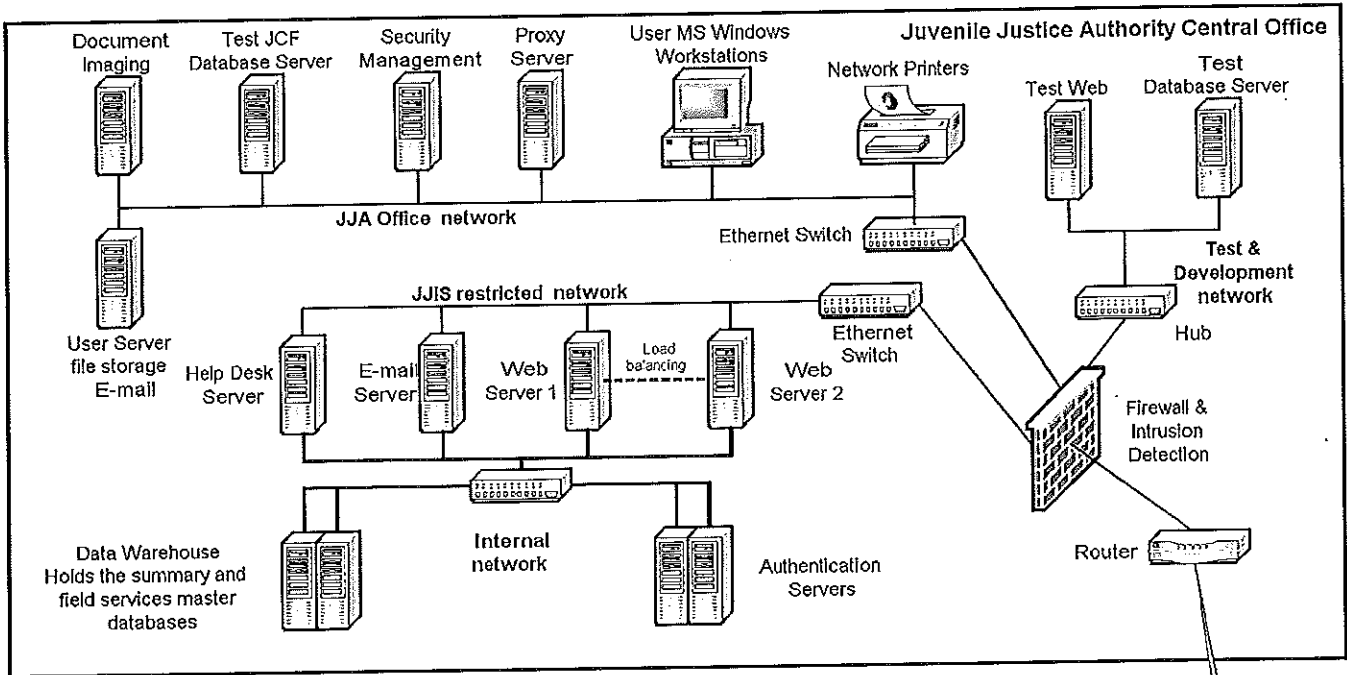 Juvenile Justice Authority Central Office
Document
Imaging
Test JCF
Database Server
Security
Management
Proxy
Server
User MS Windows
Workstations
Network Printers
Test Web
Test
Database Server
JJA Office network
Ethernet Switch
Test &
Development
network
Hub
User Server
file storage
E-mail
JJIS restricted network
Ethernet
Switch
Help Desk
Server
E-mail
Server
Web
Server 1
Load
balancing
Web
Server 2
Firewall &
Intrusion
Detection
Router
Data Warehouse
Holds the summary and
field services master
databases
Internal
network
Authentication
Servers